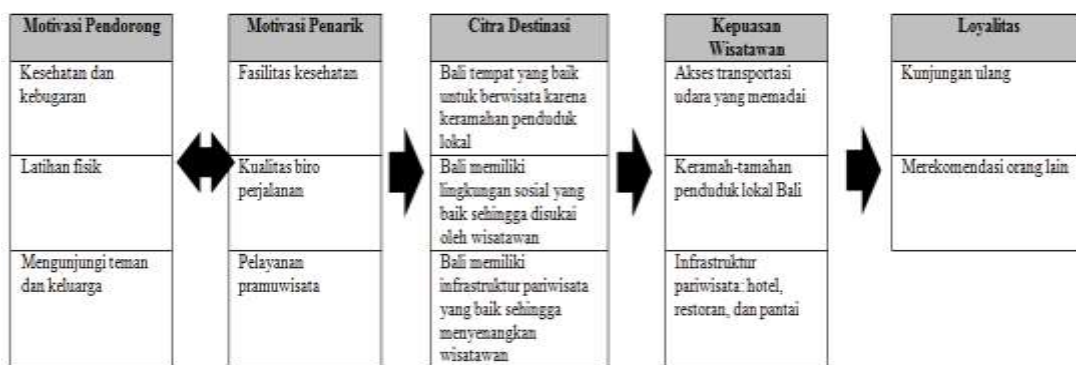 Motivasi Pendorong
Kesehatan dan
kebugaran
Latihan fisik
Mengunjungi teman
dan keluarga
Motivasi Penarik
Fasilitas kesehatan
Kualitas biro
perjalanan
Pelayanan
pramuwisata
Citra Destinasi
Bali tempat yang baik
untuk berwisata karena
keramahan penduduk
lokal
Bali memiliki
lingkungan sosial yang
baik sehingga disukai
oleh wisatawan
Bali memiliki
infrastruktur pariwisata
yang baik sehingga
menyenangkan
wisatawan
Kepuasan
Wisatawan
Akses transportasi
udara yang memadai
Keramah-tamahan
penduduk lokal Bali
Infrastruktur
pariwisata: hotel,
restoran, dan pantai
Loyalitas
Kunjungan ulang
Merekomendasi orang lain